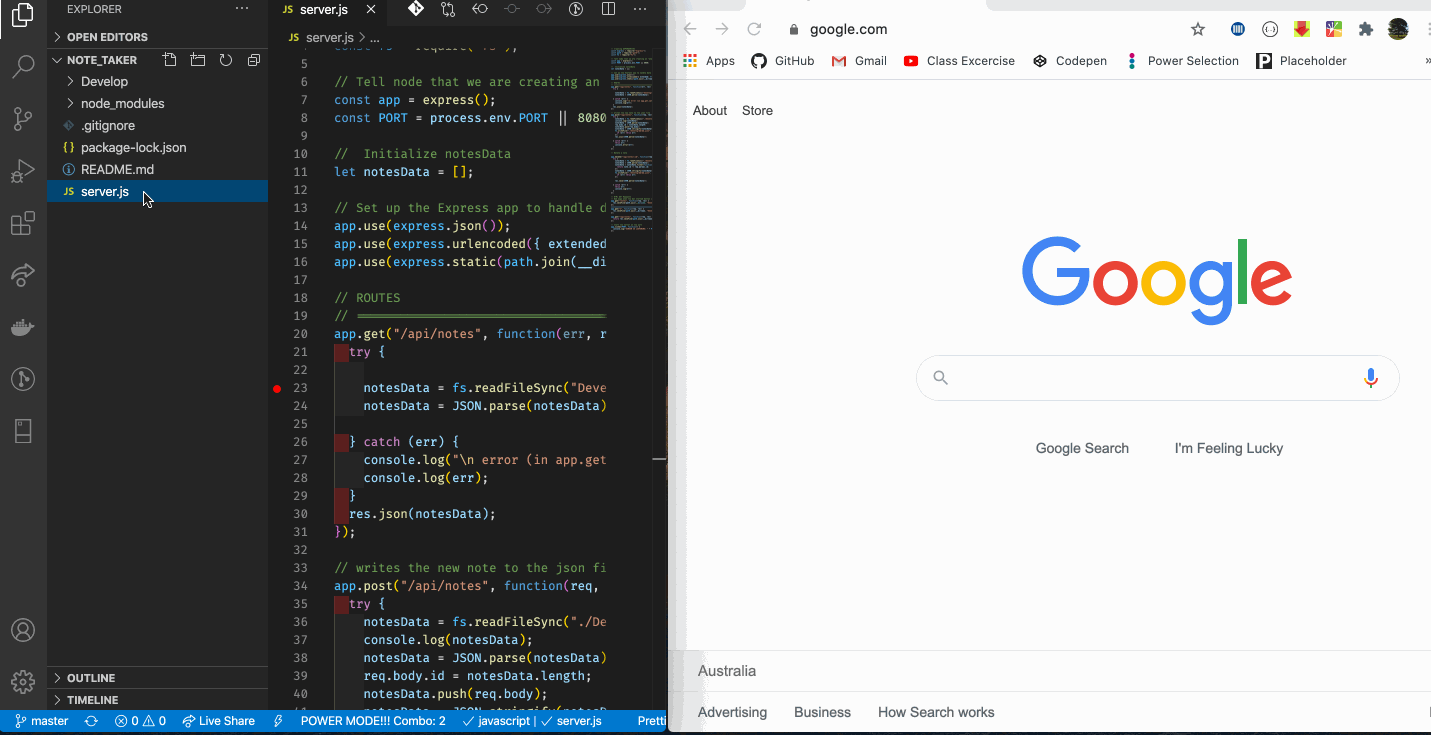 EXPLORER
OPEN EDITORS
NOTE_TAKER
Develop
node_modules
.gitignore
{ } package-lock.json
README.md
JS server.js
OUTLINE
TIMELINE
JS server.js ×
JS server.js > ...
5
6 // Tell node that we are creating an
7 const app = express();
8 const PORT = process.env.PORT || 8080
9
10 //  Initialize notesData
11 let notesData = [];
12
13 // Set up the Express app to handle d
14 app.use(express.json());
15 app.use(express.urlencoded({ extended
16 app.use(express.static(path.join(__di
17
18 // ROUTES
19 //
20 app.get("/api/notes", function(err, r
21 try {
22
23 notesData = fs.readFileSync("Deve
24 notesData = JSON.parse(notesData)
25
26 } catch (err) {
27 console.log("\n error (in app.get
28 console.log(err);
29 }
30 res.json(notesData);
31 });
32
33 // writes the new note to the json fi
34 app.post("/api/notes", function(req,
35 try {
36 notesData = fs.readFileSync("./De
37 console.log(notesData);
38 notesData = JSON.parse(notesData)
39 req.body.id = notesData.length;
40 notesData.push(req.body);
master 0 0 Live Share POWER MODE!!! Combo: 2 javascript | server.js Pretti
google.com
Apps GitHub Gmail Class Excercise Codepen Power Selection Placeholder »
About Store
Google
Google Search I'm Feeling Lucky
Australia
Advertising Business How Search works